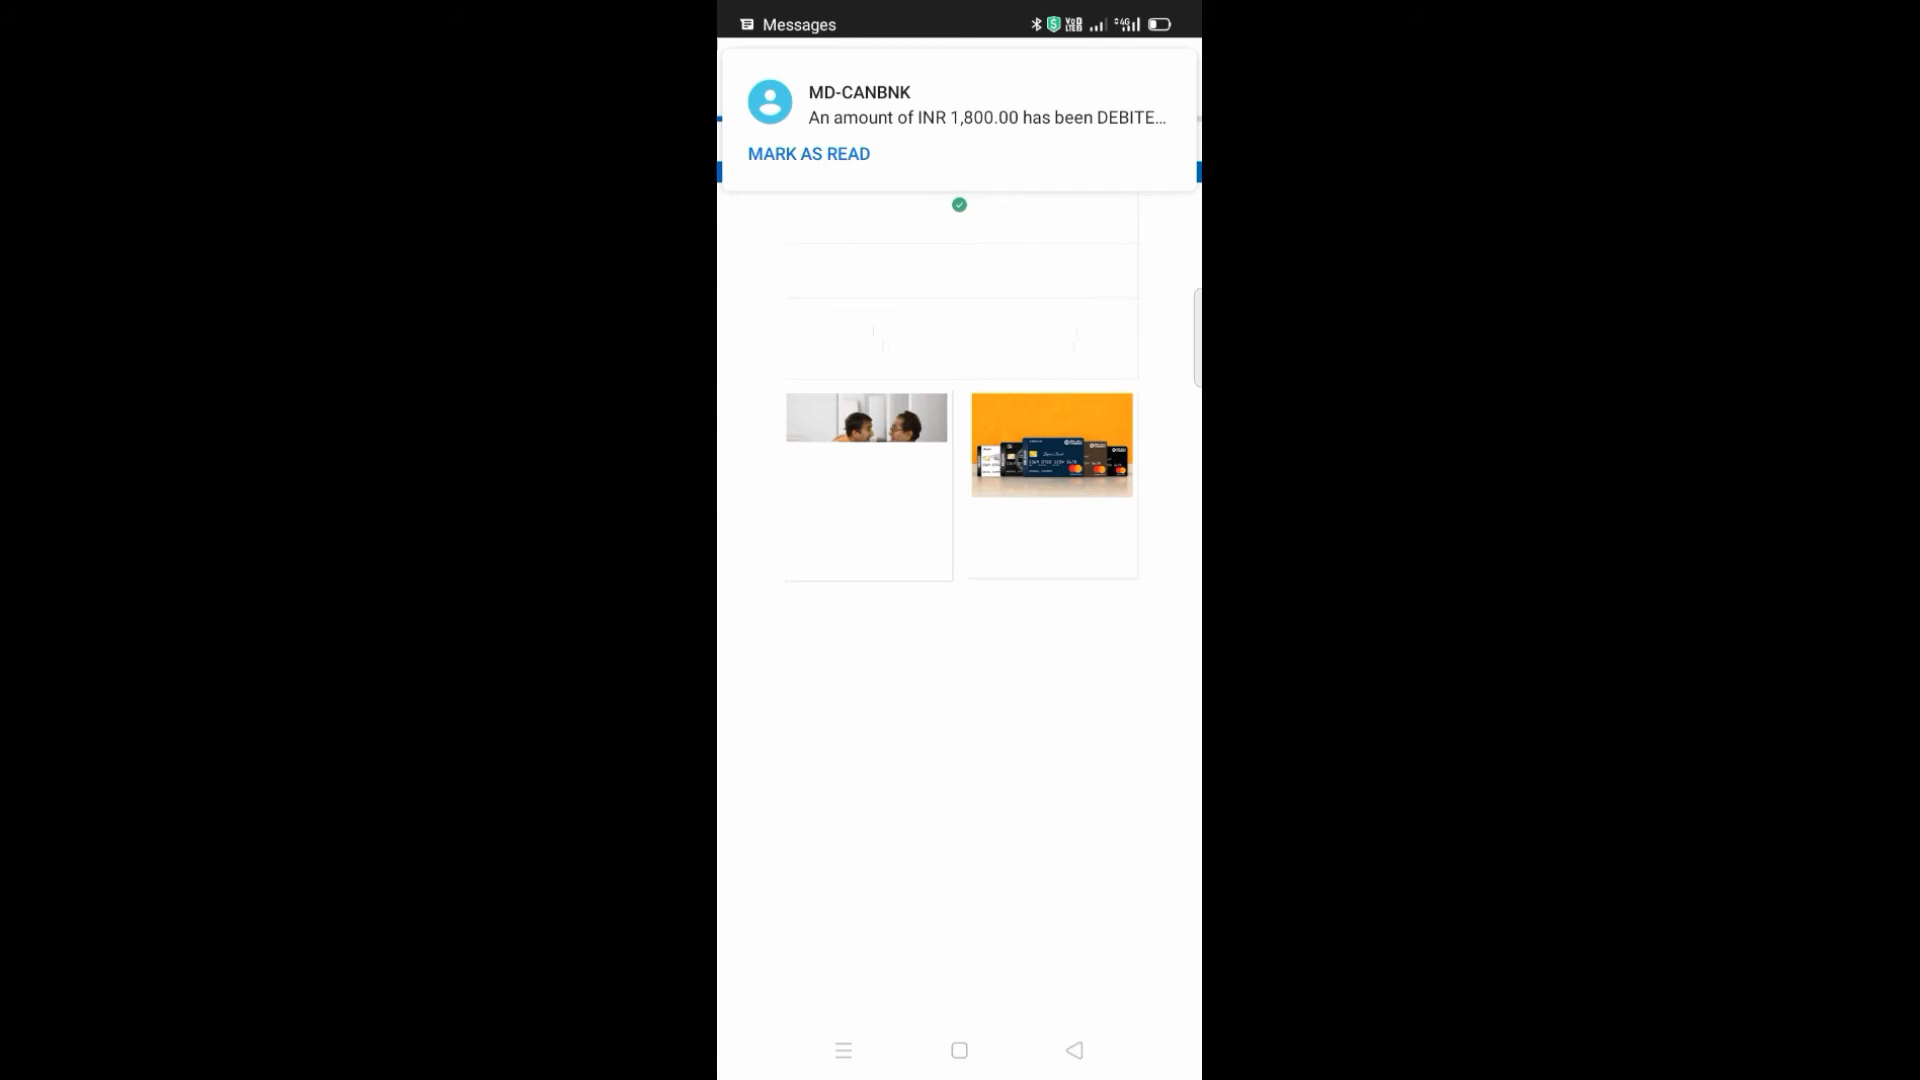 Messages
MD-CANBNK
An amount of INR 1,800.00 has been DEBITE...
MARK AS READ